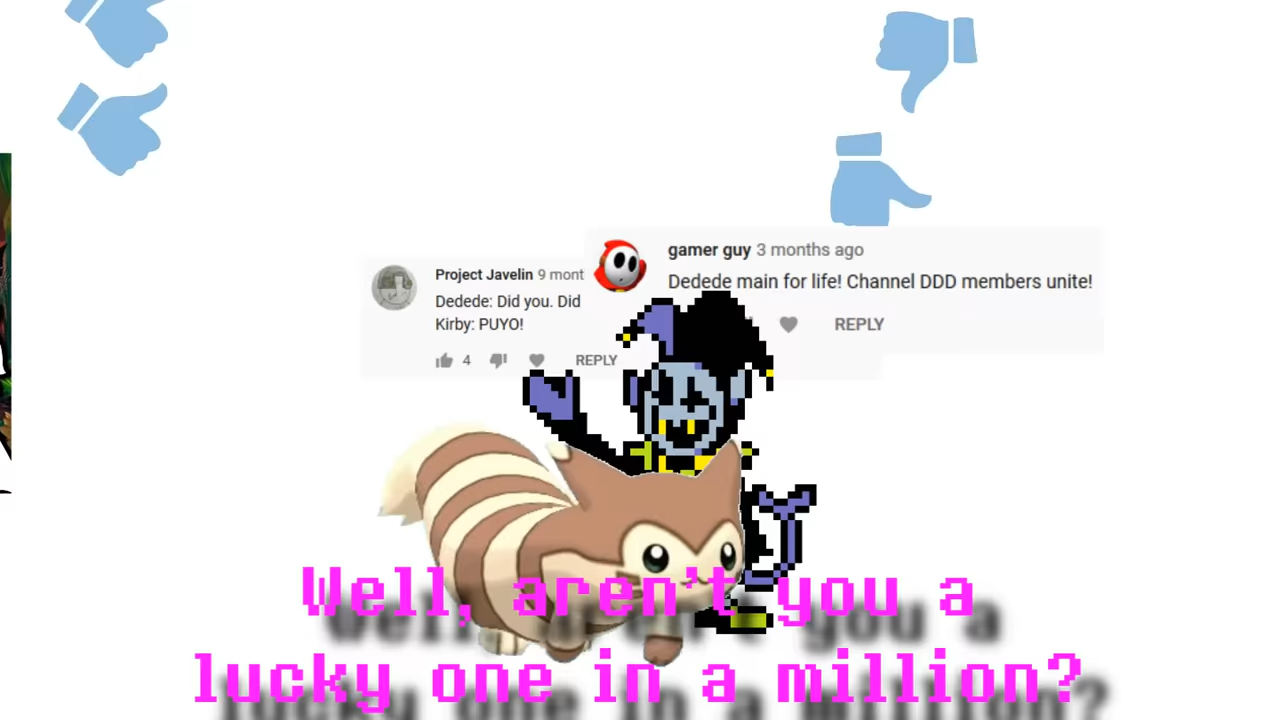 gamer guy 3 months ago
Dedede main for life! Channel DDD members unite!
REPLY
Project Javelin 9 mont
Dedede: Did you. Did
Kirby: PUYO!
4
REPLY
Well, aren't you a
lucky one in a million?